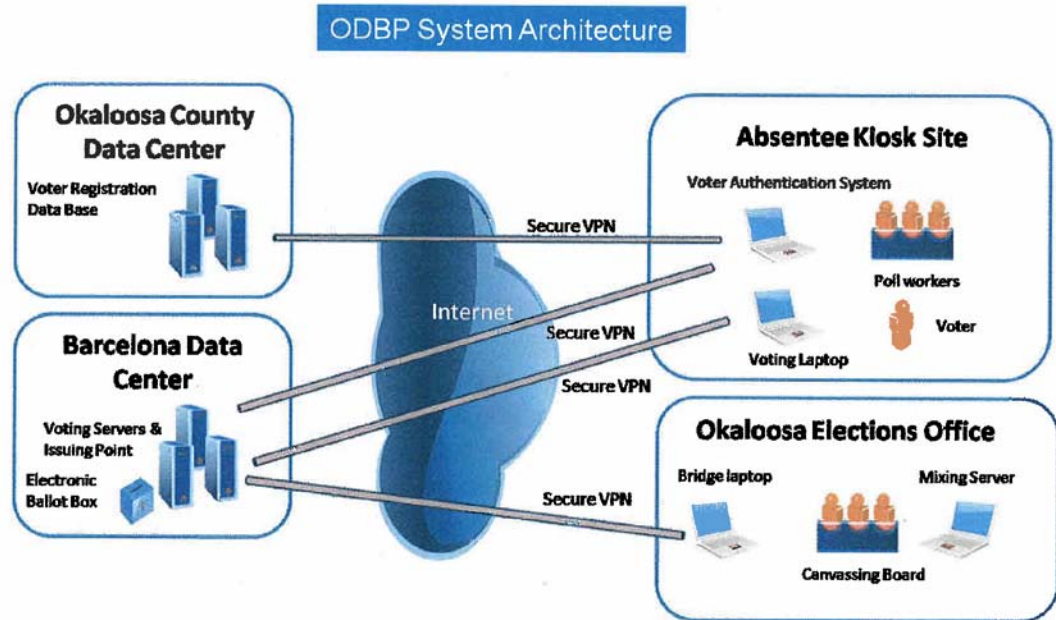 ODBP System Architecture
Okaloosa County
Data Center
Voter Registration
Data Base
Barcelona Data
Center
Voting Servers &
Issuing Point
Electronic
Ballot Box
Internet
Secure VPN
Secure VPN
Secure VPN
Secure VPN
Absentee Kiosk Site
Voter Authentication System
Poll workers
Voting Laptop
Voter
Okaloosa Elections Office
Bridge laptop
Mixing Server
Canvassing Board